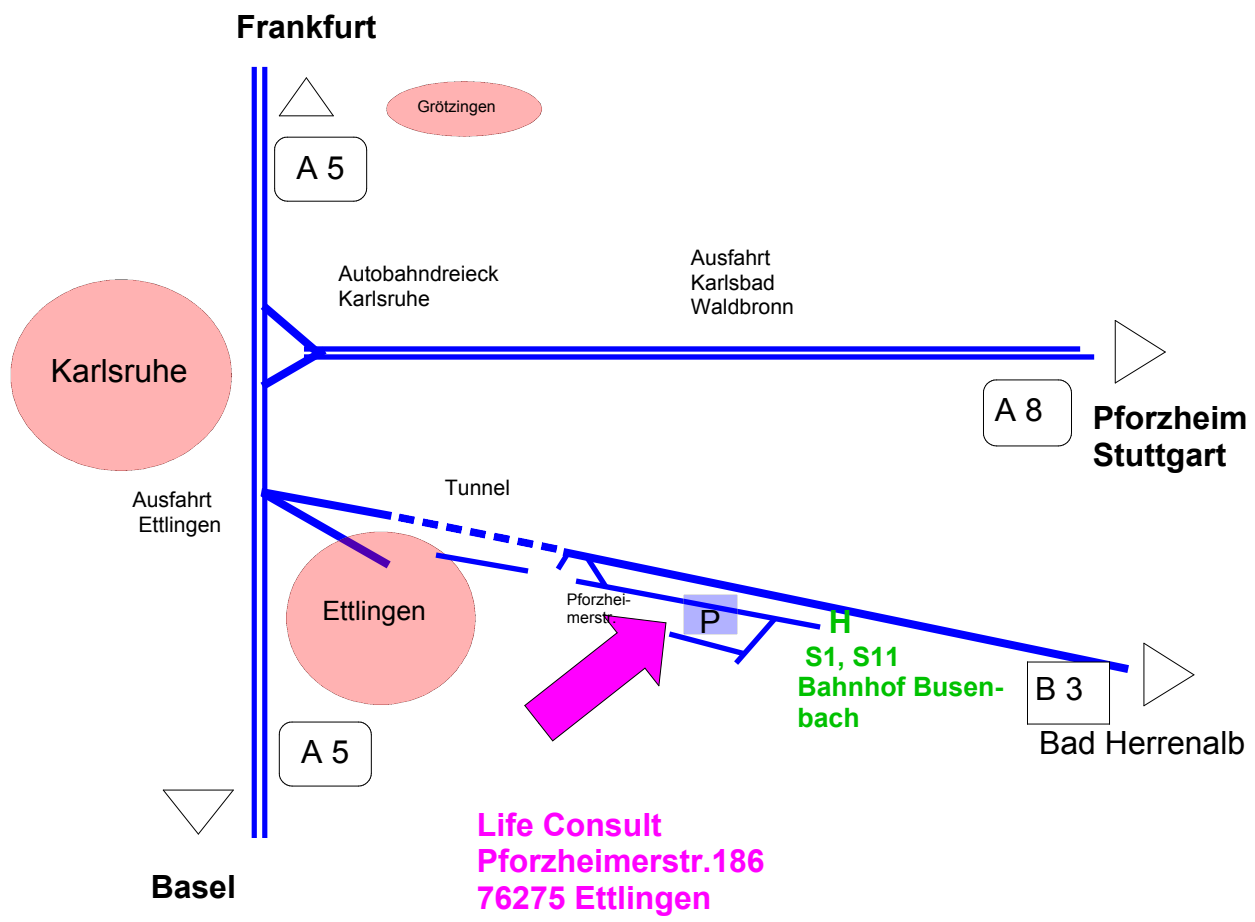 Frankfurt
Grötzingen
A 5
Autobahndreieck
Karlsruhe
Ausfahrt
Karlsbad
Waldbronn
Karlsruhe
A 8
Pforzheim
Stuttgart
Ausfahrt
Ettlingen
Tunnel
Ettlingen
Pforzhei-
merstr.
P
H
S1, S11
Bahnhof Busen-
bach
B 3
Bad Herrenalb
A 5
Life Consult
Pforzheimerstr.186
76275 Ettlingen
Basel